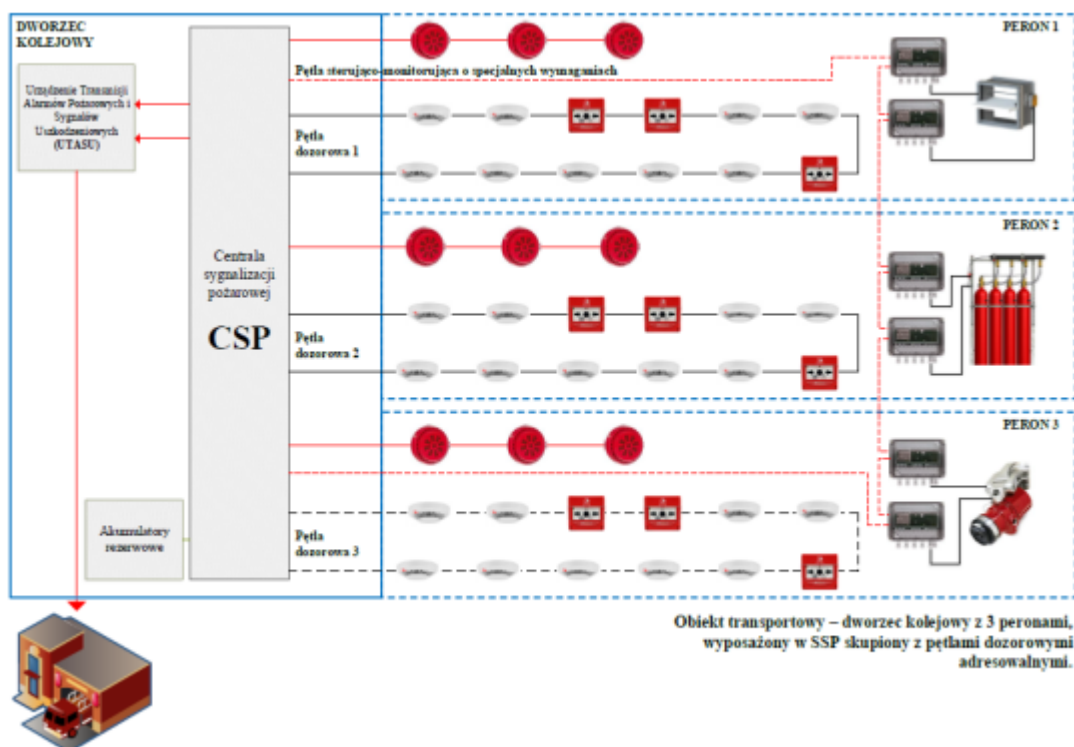 DWORZEC
KOLEJOWY
Urządzenie Transmisji
Alarmów Pożarowych i
Sygnałów
Uszkodzeniowych
(UTASU)
Centrala
sygnalizacji
pożarowej
CSP
Akumulatory
rezerwowe
PERON 1
Pętla sterująco-monitorująca o specjalnych wymaganiach
Pętla
dozorowa 1
PERON 2
Pętla
dozorowa 2
PERON 3
Pętla
dozorowa 3
Obiekt transportowy – dworzec kolejowy z 3 peronami,
wyposażony w SSP skupiony z pętlami dozorowymi
adresowalnymi.